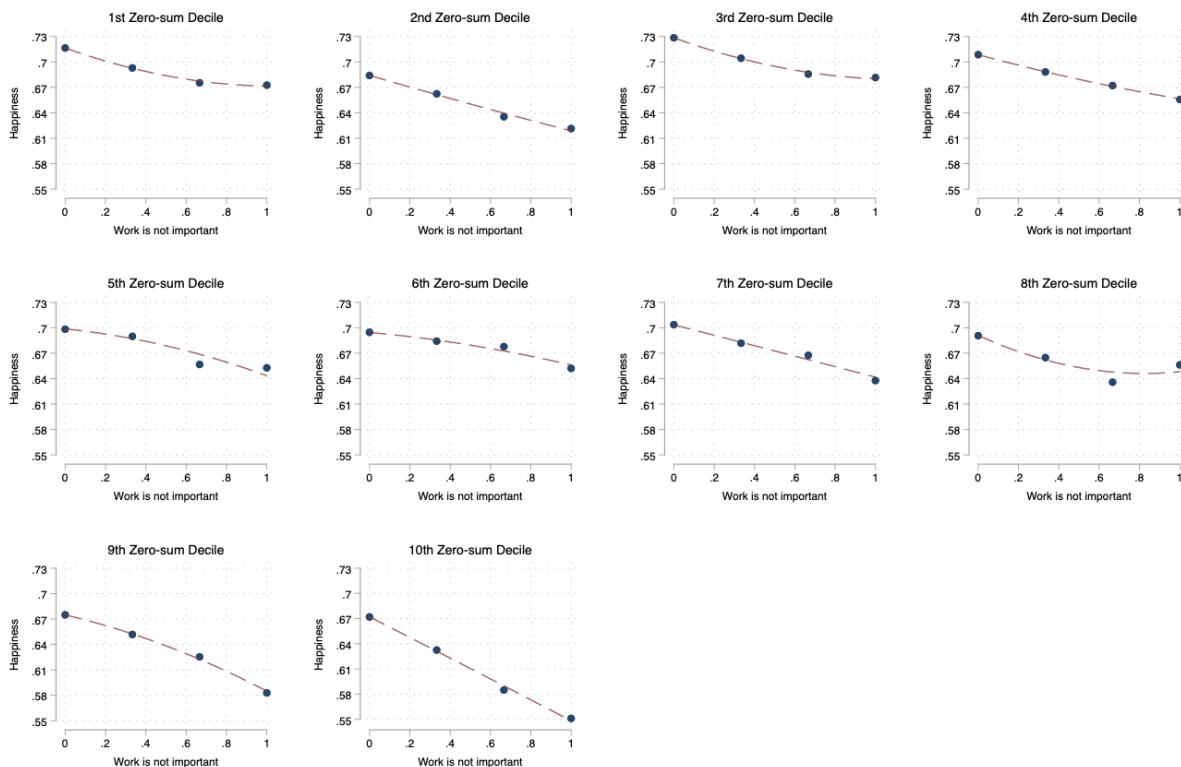 1st Zero-sum Decile
.73
.7
.67
.64
.61
.58
.55
Happiness
0 .2 .4 .6 .8 1
Work is not important
2nd Zero-sum Decile
.73
.7
.67
.64
.61
.58
.55
Happiness
0 .2 .4 .6 .8 1
Work is not important
3rd Zero-sum Decile
.73
.7
.67
.64
.61
.58
.55
Happiness
0 .2 .4 .6 .8 1
Work is not important
4th Zero-sum Decile
.73
.7
.67
.64
.61
.58
.55
Happiness
0 .2 .4 .6 .8 1
Work is not important
5th Zero-sum Decile
.73
.7
.67
.64
.61
.58
.55
Happiness
0 .2 .4 .6 .8 1
Work is not important
6th Zero-sum Decile
.73
.7
.67
.64
.61
.58
.55
Happiness
0 .2 .4 .6 .8 1
Work is not important
7th Zero-sum Decile
.73
.7
.67
.64
.61
.58
.55
Happiness
0 .2 .4 .6 .8 1
Work is not important
8th Zero-sum Decile
.73
.7
.67
.64
.61
.58
.55
Happiness
0 .2 .4 .6 .8 1
Work is not important
9th Zero-sum Decile
.73
.7
.67
.64
.61
.58
.55
Happiness
0 .2 .4 .6 .8 1
Work is not important
10th Zero-sum Decile
.73
.7
.67
.64
.61
.58
.55
Happiness
0 .2 .4 .6 .8 1
Work is not important